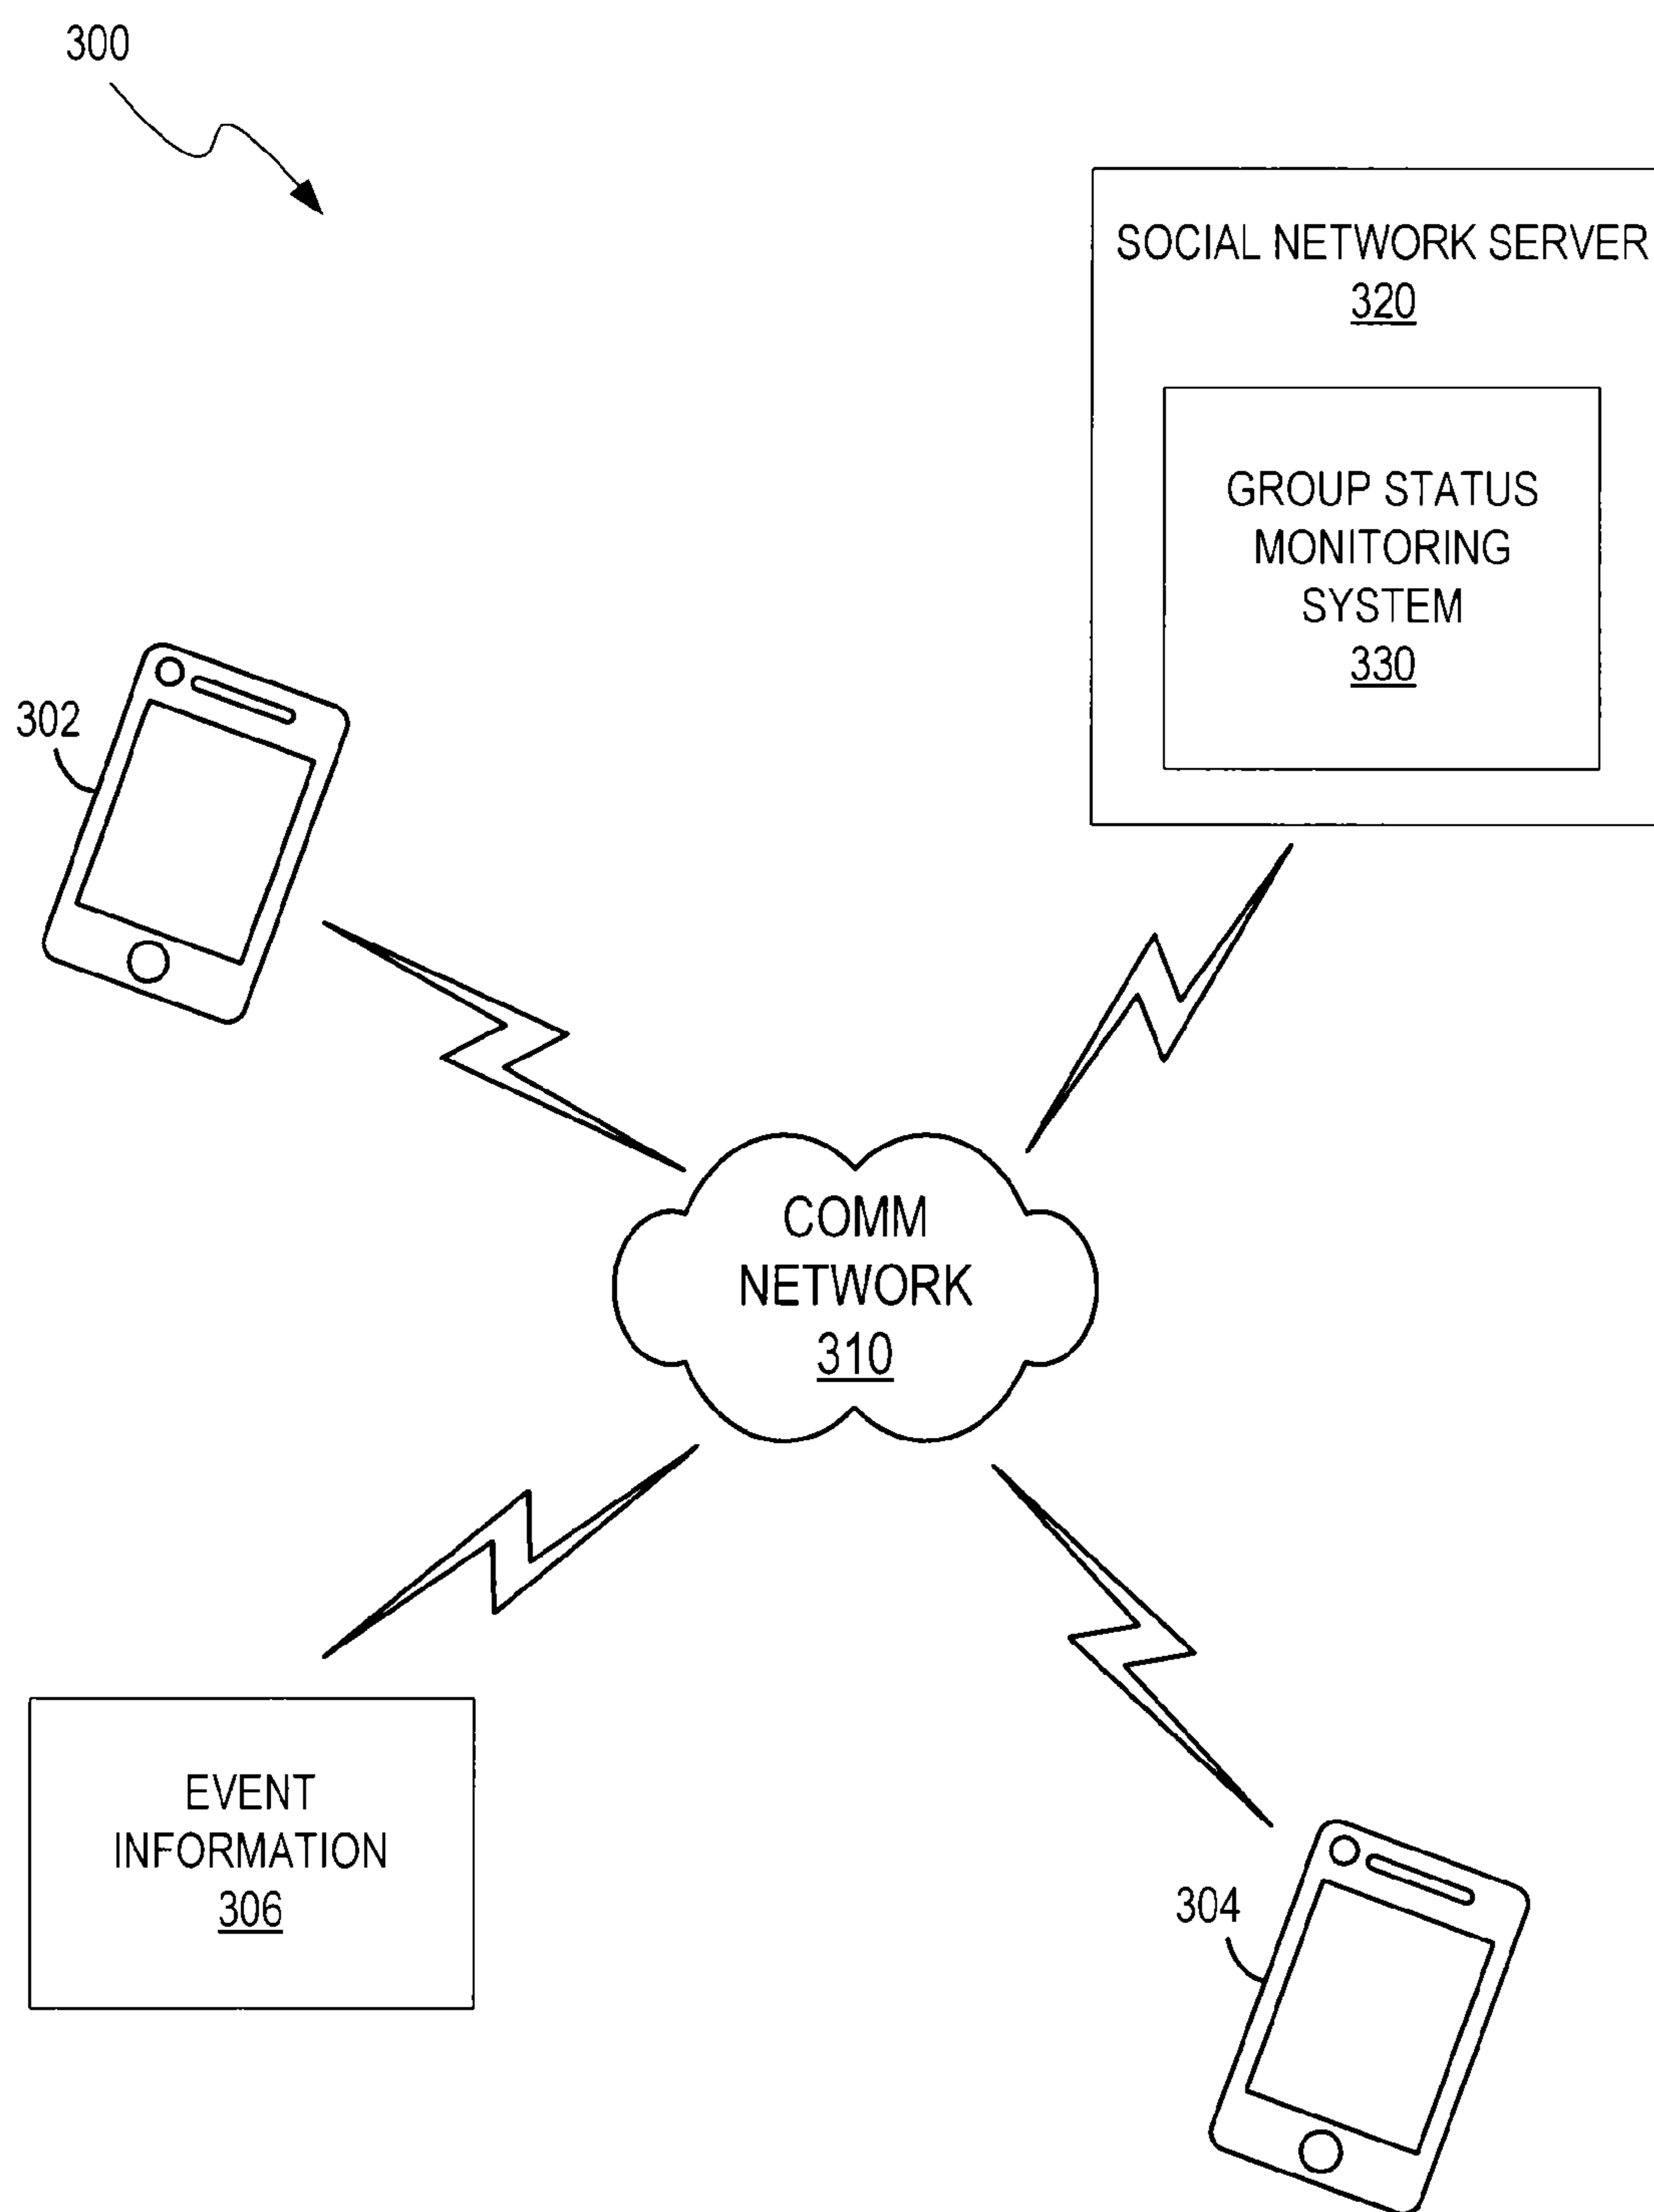 300
SOCIAL NETWORK SERVER
320
GROUP STATUS
MONITORING
SYSTEM
330
302
COMM
NETWORK
310
EVENT
INFORMATION
306
304